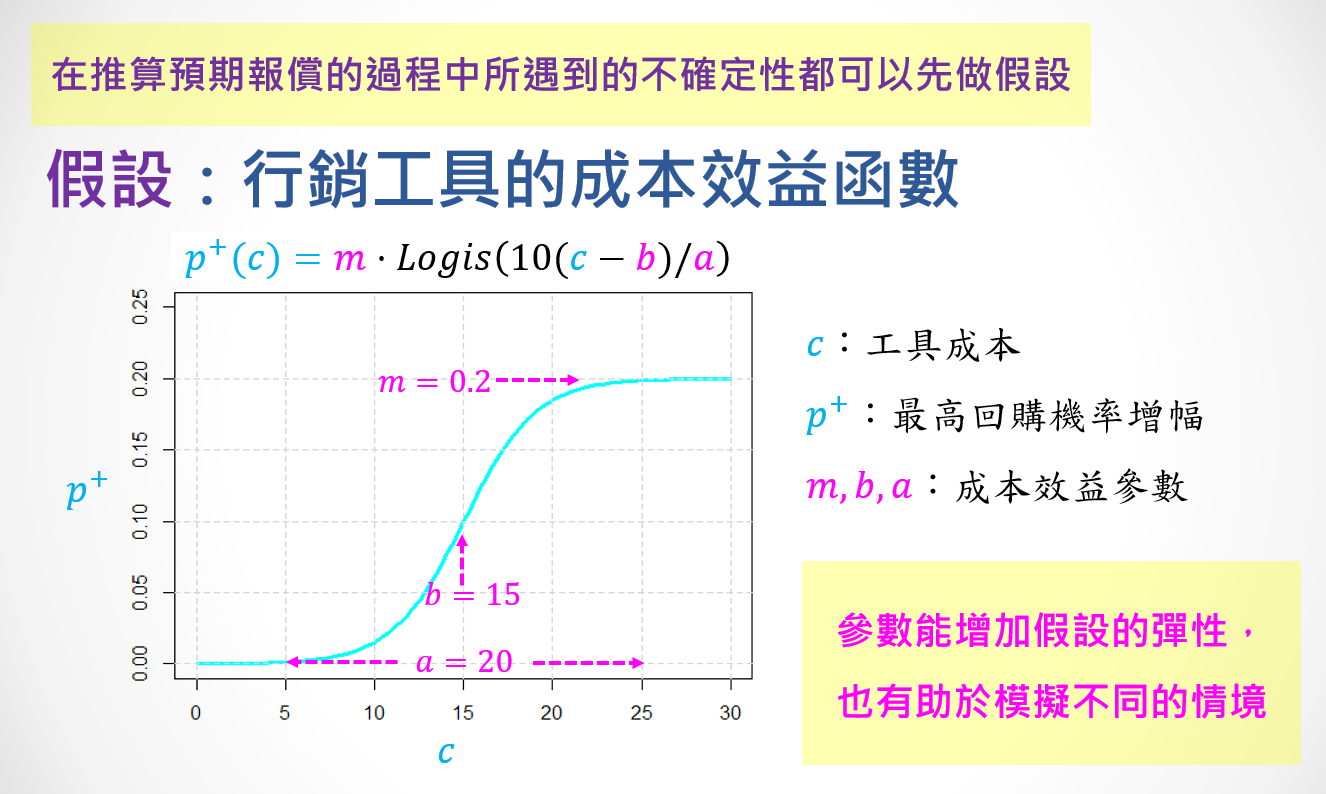 在推算預期報償的過程中所遇到的不確定性都可以先做假設
假設：行銷工具的成本效益函數
p⁺(c) = m · Logis(10(c − b)/a)
0.25
0.20
0.15
0.10
0.05
0.00
p⁺
m = 0.2
b = 15
a = 20
0 5 10 15 20 25 30
c
c：工具成本
p⁺：最高回購機率增幅
m, b, a：成本效益參數
參數能增加假設的彈性，
也有助於模擬不同的情境